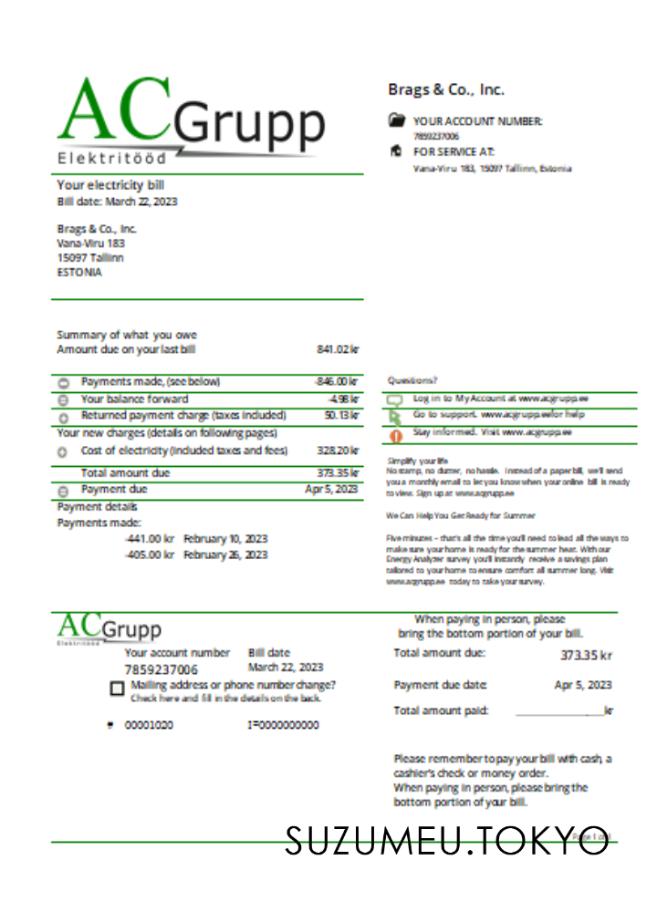 ACGrupp
Elektritööd
Your electricity bill
Bill date: March 22, 2023
Brags & Co., Inc.
Vana-Viru 183
15097 Tallinn
ESTONIA
Brags & Co., Inc.
YOUR ACCOUNT NUMBER:
7859237006
FOR SERVICE AT:
Vana-Viru 183, 15097 Tallinn, Estonia
Summary of what you owe
Amount due on your last bill 841.02 kr
Payments made, (see below) -846.00 kr
Your balance forward -4.98 kr
Returned payment charge (taxes included) 50.13 kr
Your new charges (details on following pages)
Cost of electricity (included taxes and fees) 328.20 kr
Total amount due 373.35 kr
Payment due Apr 5, 2023
Payment details
Payments made:
-441.00 kr February 10, 2023
-405.00 kr February 26, 2023
Questions?
Log in to My Account at www.acgrupp.ee
Go to support. www.acgrupp.eefor help
Stay informed. Visit www.acgrupp.ee
Simplify your life
No stamp, no clutter, no hassle. Instead of a paper bill, we'll send
you a monthly email to let you know when your online bill is ready
to view. Sign up at www.acgrupp.ee
We Can Help You Get Ready for Summer
Five minutes – that's all the time you'll need to lead all the ways to
make sure your home is ready for the summer heat. With our
Energy Analyzer survey you'll instantly receive a savings plan
tailored to your home to ensure comfort all summer long. Visit
www.acgrupp.ee today to take your survey.
ACGrupp
Elektritööd
Your account number Bill date
7859237006 March 22, 2023
Mailing address or phone number change?
Check here and fill in the details on the back.
# 00001020 I=0000000000
When paying in person, please
bring the bottom portion of your bill.
Total amount due: 373.35 kr
Payment due date: Apr 5, 2023
Total amount paid: ________________kr
Please remember to pay your bill with cash, a
cashier's check or money order.
When paying in person, please bring the
bottom portion of your bill.
SUZUMEU.TOKYO